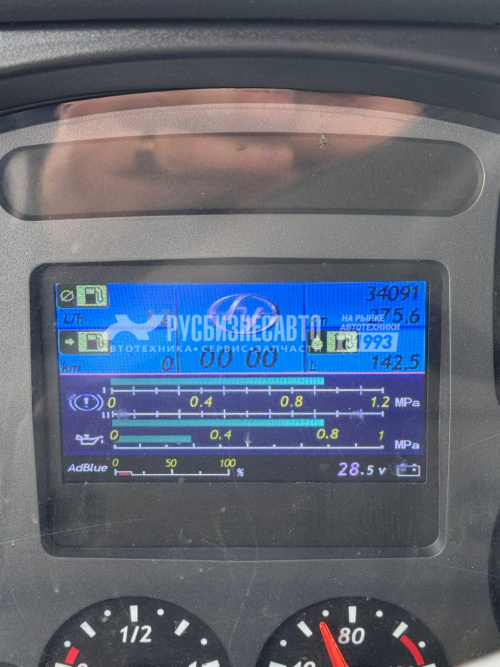 34091
L/h
275.6
РУСБИЗНЕСАВТО
АВТОТЕХНИКА • СЕРВИС • ЗАПЧАСТИ
НА РЫНКЕ
АВТОТЕХНИКИ
1993
km 0 00 00 L 142.5
0 0.4 0.8 1.2 MPa
0 0.4 0.8 1 MPa
AdBlue 0 50 100 % 28.5 v
1/2 80